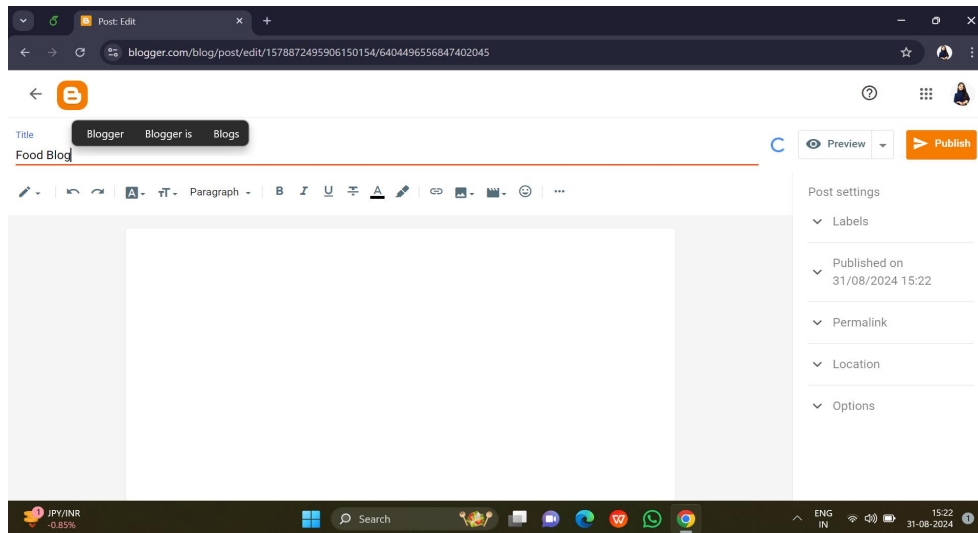 Post: Edit
blogger.com/blog/post/edit/1578872495906150154/6404496556847402045
Title
Blogger Blogger is Blogs
Food Blog
Preview
Publish
Paragraph
B I U A
Post settings
Labels
Published on
31/08/2024 15:22
Permalink
Location
Options
1
JPY/INR
-0.85%
Search
ENG
IN
15:22
31-08-2024
1